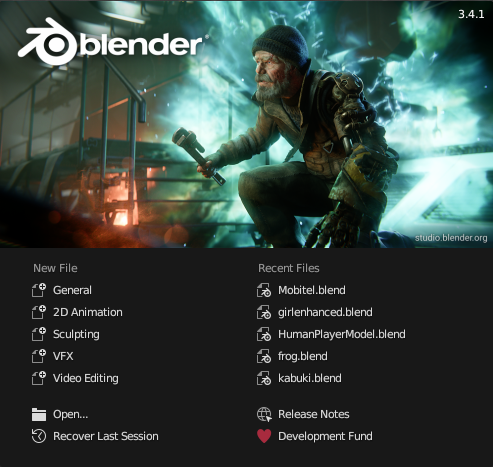 3.4.1
blender
studio.blender.org
New File
General
2D Animation
Sculpting
VFX
Video Editing
Open...
Recover Last Session
Recent Files
Mobitel.blend
girlenhanced.blend
HumanPlayerModel.blend
frog.blend
kabuki.blend
Release Notes
Development Fund